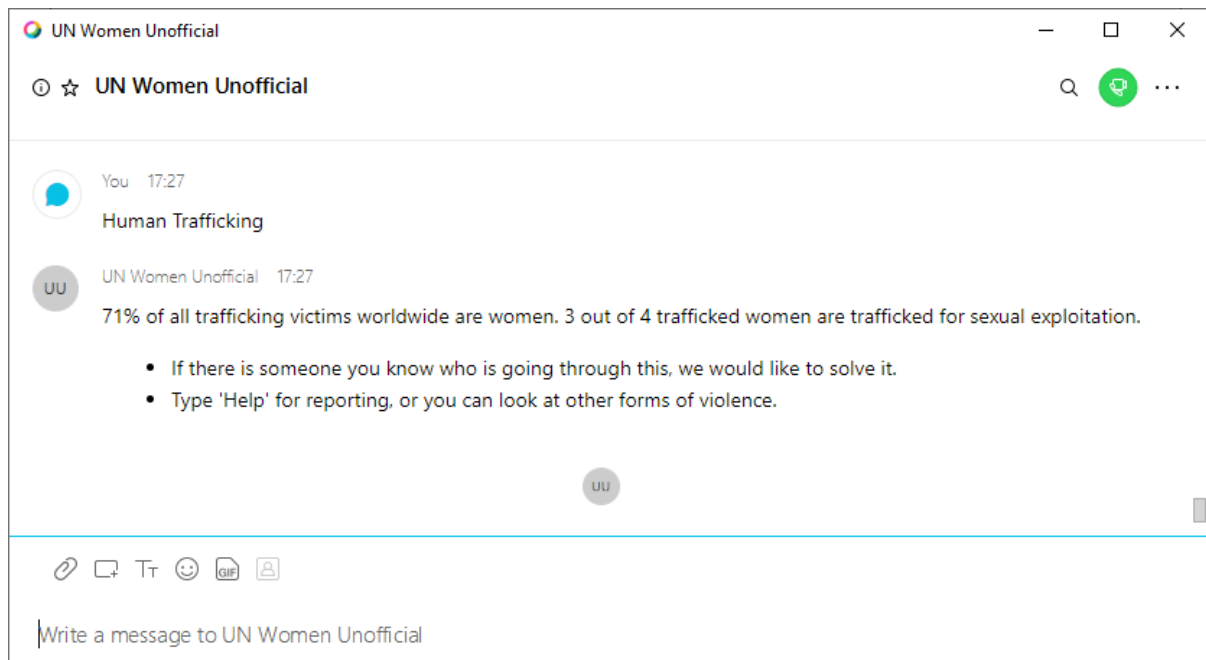 UN Women Unofficial
UN Women Unofficial
You 17:27
Human Trafficking
UU
UN Women Unofficial 17:27
71% of all trafficking victims worldwide are women. 3 out of 4 trafficked women are trafficked for sexual exploitation.
• If there is someone you know who is going through this, we would like to solve it.
• Type 'Help' for reporting, or you can look at other forms of violence.
UU
TT
GIF
Write a message to UN Women Unofficial